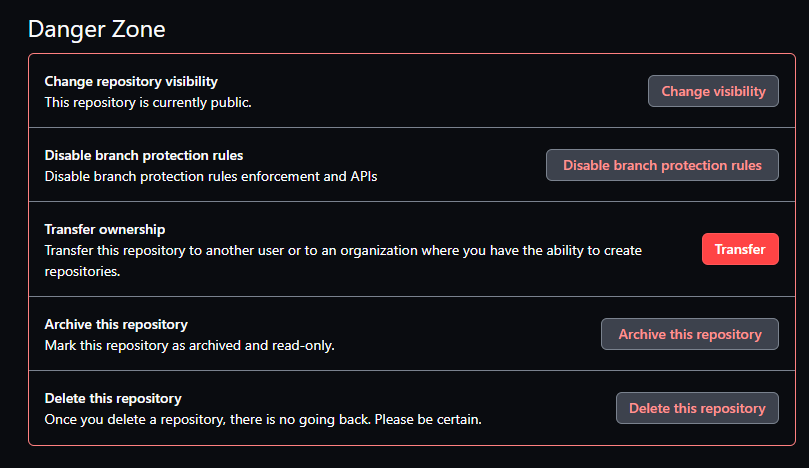 Danger Zone
Change repository visibility
This repository is currently public.
Change visibility
Disable branch protection rules
Disable branch protection rules enforcement and APIs
Disable branch protection rules
Transfer ownership
Transfer this repository to another user or to an organization where you have the ability to create
repositories.
Transfer
Archive this repository
Mark this repository as archived and read-only.
Archive this repository
Delete this repository
Once you delete a repository, there is no going back. Please be certain.
Delete this repository